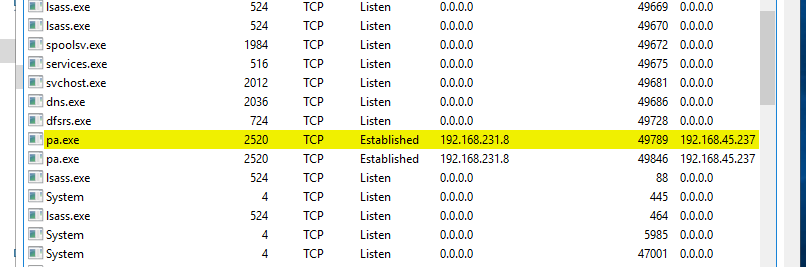 lsass.exe 524 TCP Listen 0.0.0.0 49669 0.0.0.0
lsass.exe 524 TCP Listen 0.0.0.0 49670 0.0.0.0
spoolsv.exe 1984 TCP Listen 0.0.0.0 49672 0.0.0.0
services.exe 516 TCP Listen 0.0.0.0 49675 0.0.0.0
svchost.exe 2012 TCP Listen 0.0.0.0 49681 0.0.0.0
dns.exe 2036 TCP Listen 0.0.0.0 49686 0.0.0.0
dfsrs.exe 724 TCP Listen 0.0.0.0 49728 0.0.0.0
pa.exe 2520 TCP Established 192.168.231.8 49789 192.168.45.237
pa.exe 2520 TCP Established 192.168.231.8 49846 192.168.45.237
lsass.exe 524 TCP Listen 0.0.0.0 88 0.0.0.0
System 4 TCP Listen 0.0.0.0 445 0.0.0.0
lsass.exe 524 TCP Listen 0.0.0.0 464 0.0.0.0
System 4 TCP Listen 0.0.0.0 5985 0.0.0.0
System 4 TCP Listen 0.0.0.0 47001 0.0.0.0